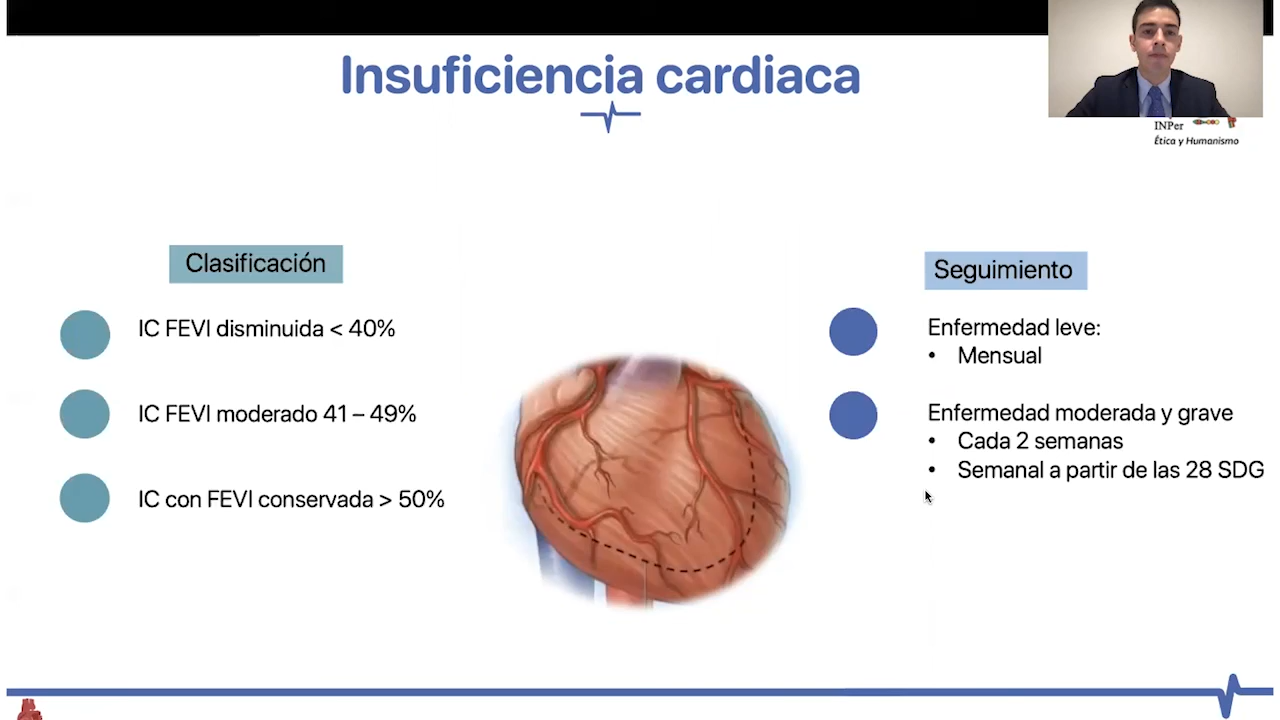 Insuficiencia cardiaca
INPer
Ética y Humanismo
Clasificación
IC FEVI disminuida < 40%
IC FEVI moderado 41 – 49%
IC con FEVI conservada > 50%
Seguimiento
Enfermedad leve:
• Mensual
Enfermedad moderada y grave
• Cada 2 semanas
• Semanal a partir de las 28 SDG